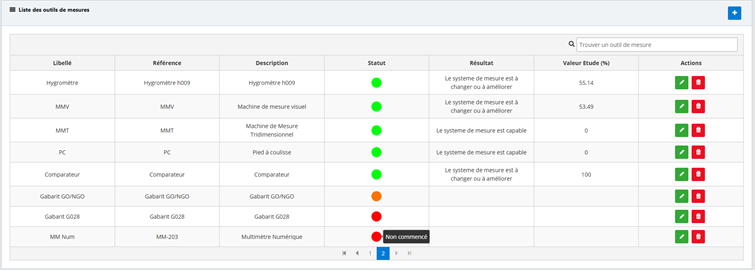 Liste des outils de mesures
Trouver un outil de mesure
Libellé Référence Description Statut Résultat Valeur Etude (%) Actions
Hygromètre Hygromètre h009 Hygromètre h009 Le systeme de mesure est à
changer ou à améliorer 55.14
MMV MMV Machine de mesure visuel Le systeme de mesure est à
changer ou à améliorer 53.49
MMT MMT Machine de Mesure
Tridimensionnel Le systeme de mesure est capable 0
PC PC Pied à coulisse Le systeme de mesure est capable 0
Comparateur Comparateur Comparateur Le systeme de mesure est à
changer ou à améliorer 100
Gabarit GO/NGO Gabarit GO/NGO Gabarit GO/NGO
Gabarit G028 Gabarit G028 Gabarit G028
MM Num MM-203 Multimètre Numérique Non commencé
1 2